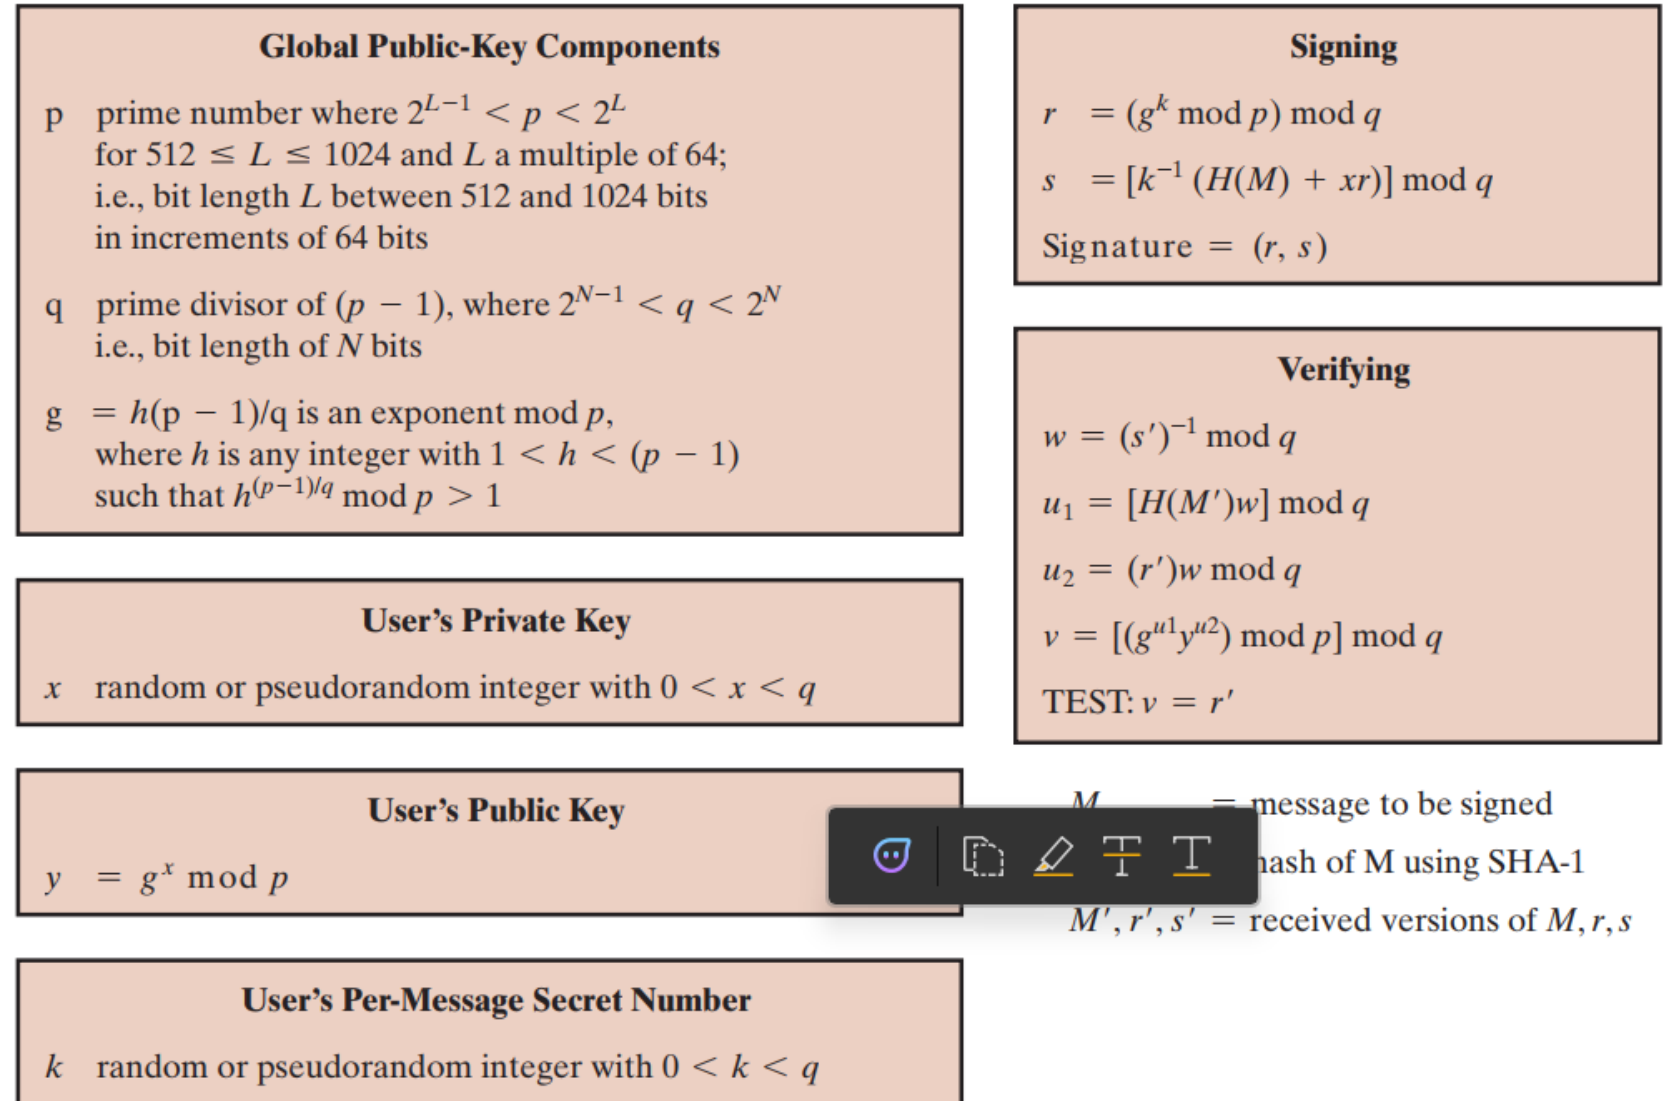 Global Public-Key Components
p prime number where 2^{L−1} < p < 2^L
for 512 ≤ L ≤ 1024 and L a multiple of 64;
i.e., bit length L between 512 and 1024 bits
in increments of 64 bits
q prime divisor of (p − 1), where 2^{N−1} < q < 2^N
i.e., bit length of N bits
g = h(p − 1)/q is an exponent mod p,
where h is any integer with 1 < h < (p − 1)
such that h^{(p−1)/q} mod p > 1
User's Private Key
x random or pseudorandom integer with 0 < x < q
User's Public Key
y = g^x mod p
User's Per-Message Secret Number
k random or pseudorandom integer with 0 < k < q
Signing
r = (g^k mod p) mod q
s = [k^{−1} (H(M) + xr)] mod q
Signature = (r, s)
Verifying
w = (s′)^{−1} mod q
u₁ = [H(M′)w] mod q
u₂ = (r′)w mod q
v = [(g^{u1}y^{u2}) mod p] mod q
TEST: v = r′
M = message to be signed
hash of M using SHA-1
M′, r′, s′ = received versions of M, r, s